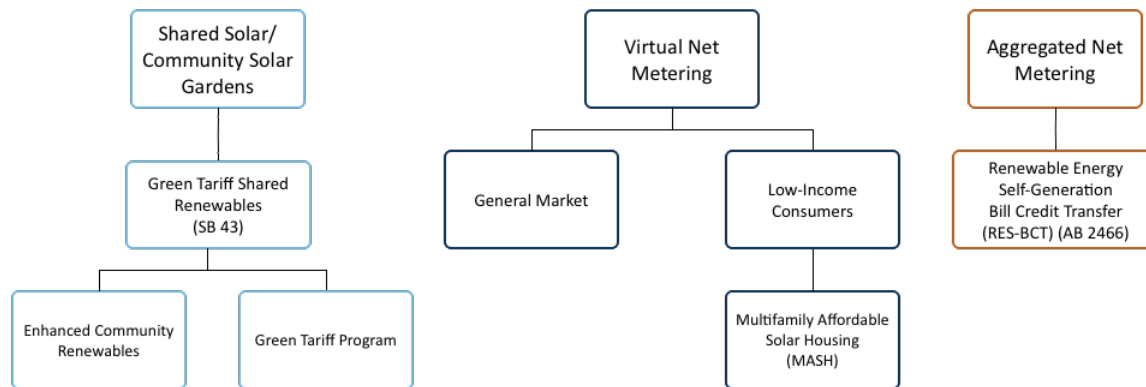 Shared Solar/
Community Solar
Gardens
Virtual Net
Metering
Aggregated Net
Metering
Green Tariff Shared
Renewables
(SB 43)
General Market
Low-Income
Consumers
Renewable Energy
Self-Generation
Bill Credit Transfer
(RES-BCT) (AB 2466)
Enhanced Community
Renewables
Green Tariff Program
Multifamily Affordable
Solar Housing
(MASH)